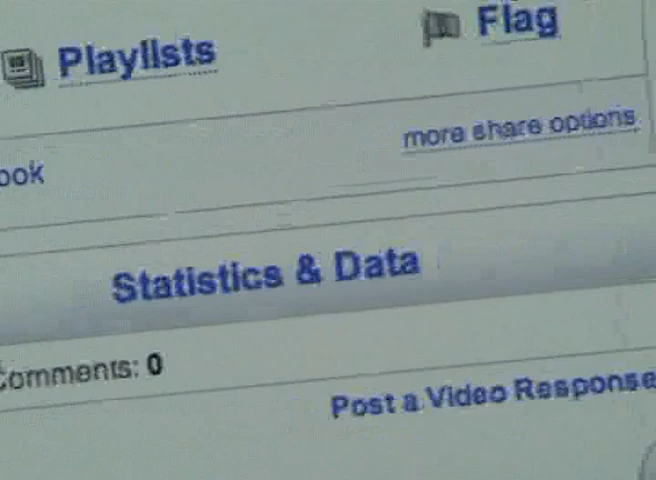 Playlists Flag
ook more share options
Statistics & Data
Comments: 0
Post a Video Response